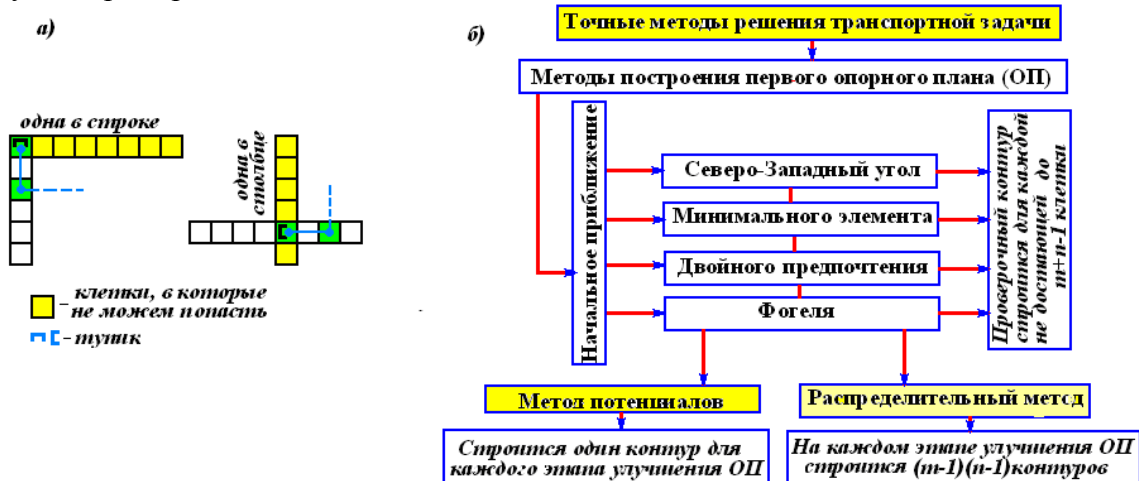 а)
одна в строке
одна в
столбце
клетки, в которые
не можем попасть
- тупик
б)
Точные методы решения транспортной задачи
Методы построения первого опорного плана (ОП)
Начальное приближение
Северо-Западный угол
Минимального элемента
Двойного предпочтения
Фогеля
Проверочный контур
строится для каждой
не достающей до
m+n-1 клетки
Метод потенциалов
Распределительный метод
Строится один контур для
каждого этапа улучшения ОП
На каждом этапе улучшения ОП
строится (m-1)(n-1)контуров